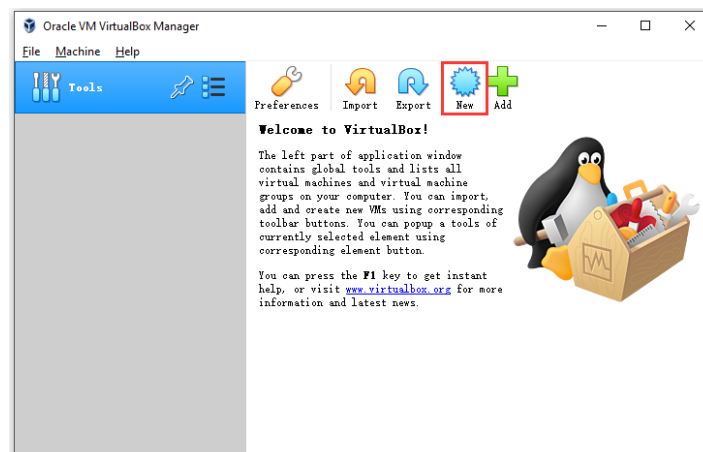 Oracle VM VirtualBox Manager
File Machine Help
Tools
Preferences Import Export New Add
Welcome to VirtualBox!
The left part of application window
contains global tools and lists all
virtual machines and virtual machine
groups on your computer. You can import,
add and create new VMs using corresponding
toolbar buttons. You can popup a tools of
currently selected element using
corresponding element button.
You can press the F1 key to get instant
help, or visit www.virtualbox.org for more
information and latest news.